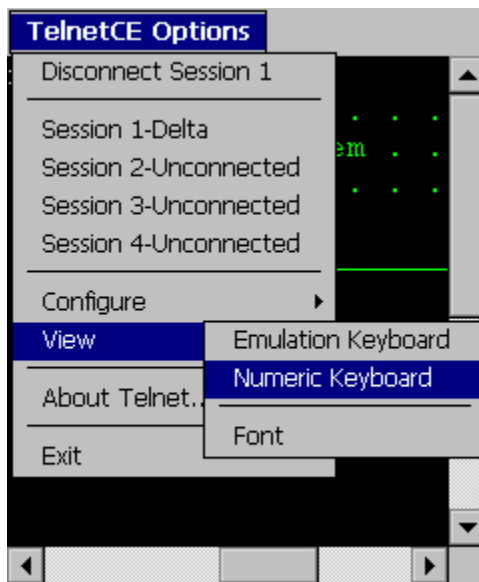 TelnetCE Options
Disconnect Session 1
Session 1-Delta
Session 2-Unconnected
Session 3-Unconnected
Session 4-Unconnected
Configure
View
Emulation Keyboard
Numeric Keyboard
About Telnet..
Font
Exit
. . .
. .
. . .